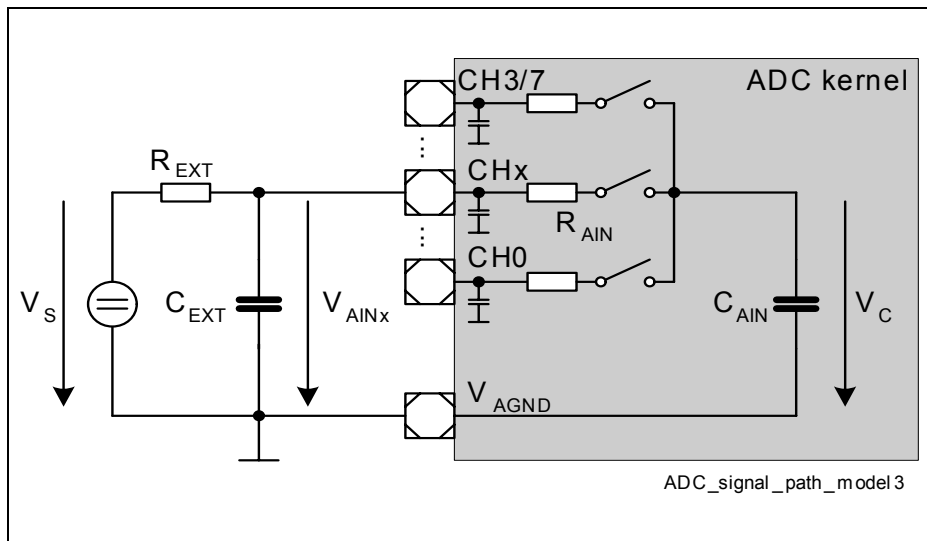 CH3/7
ADC kernel
R EXT
CHx
R AIN
CH0
V S
C EXT
V AINx
C AIN
V C
V AGND
ADC_signal_path_model3